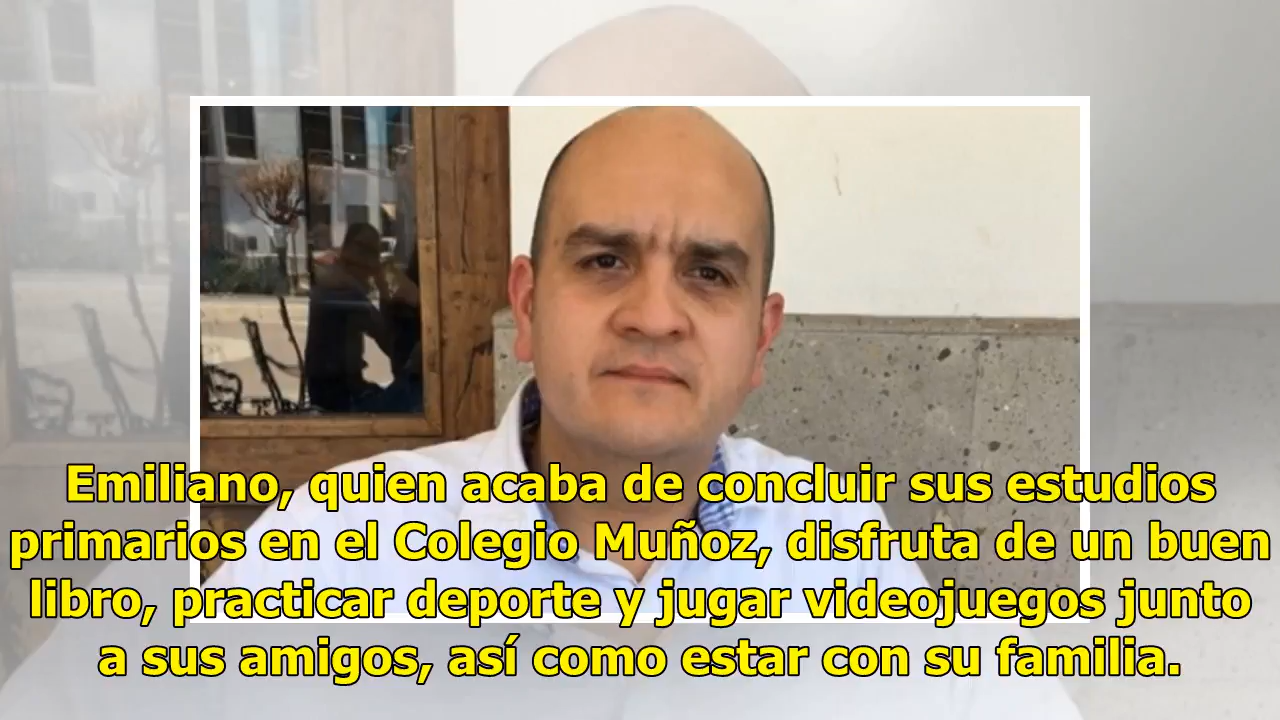 Emiliano, quien acaba de concluir sus estudios
primarios en el Colegio Muñoz, disfruta de un buen
libro, practicar deporte y jugar videojuegos junto
a sus amigos, así como estar con su familia.